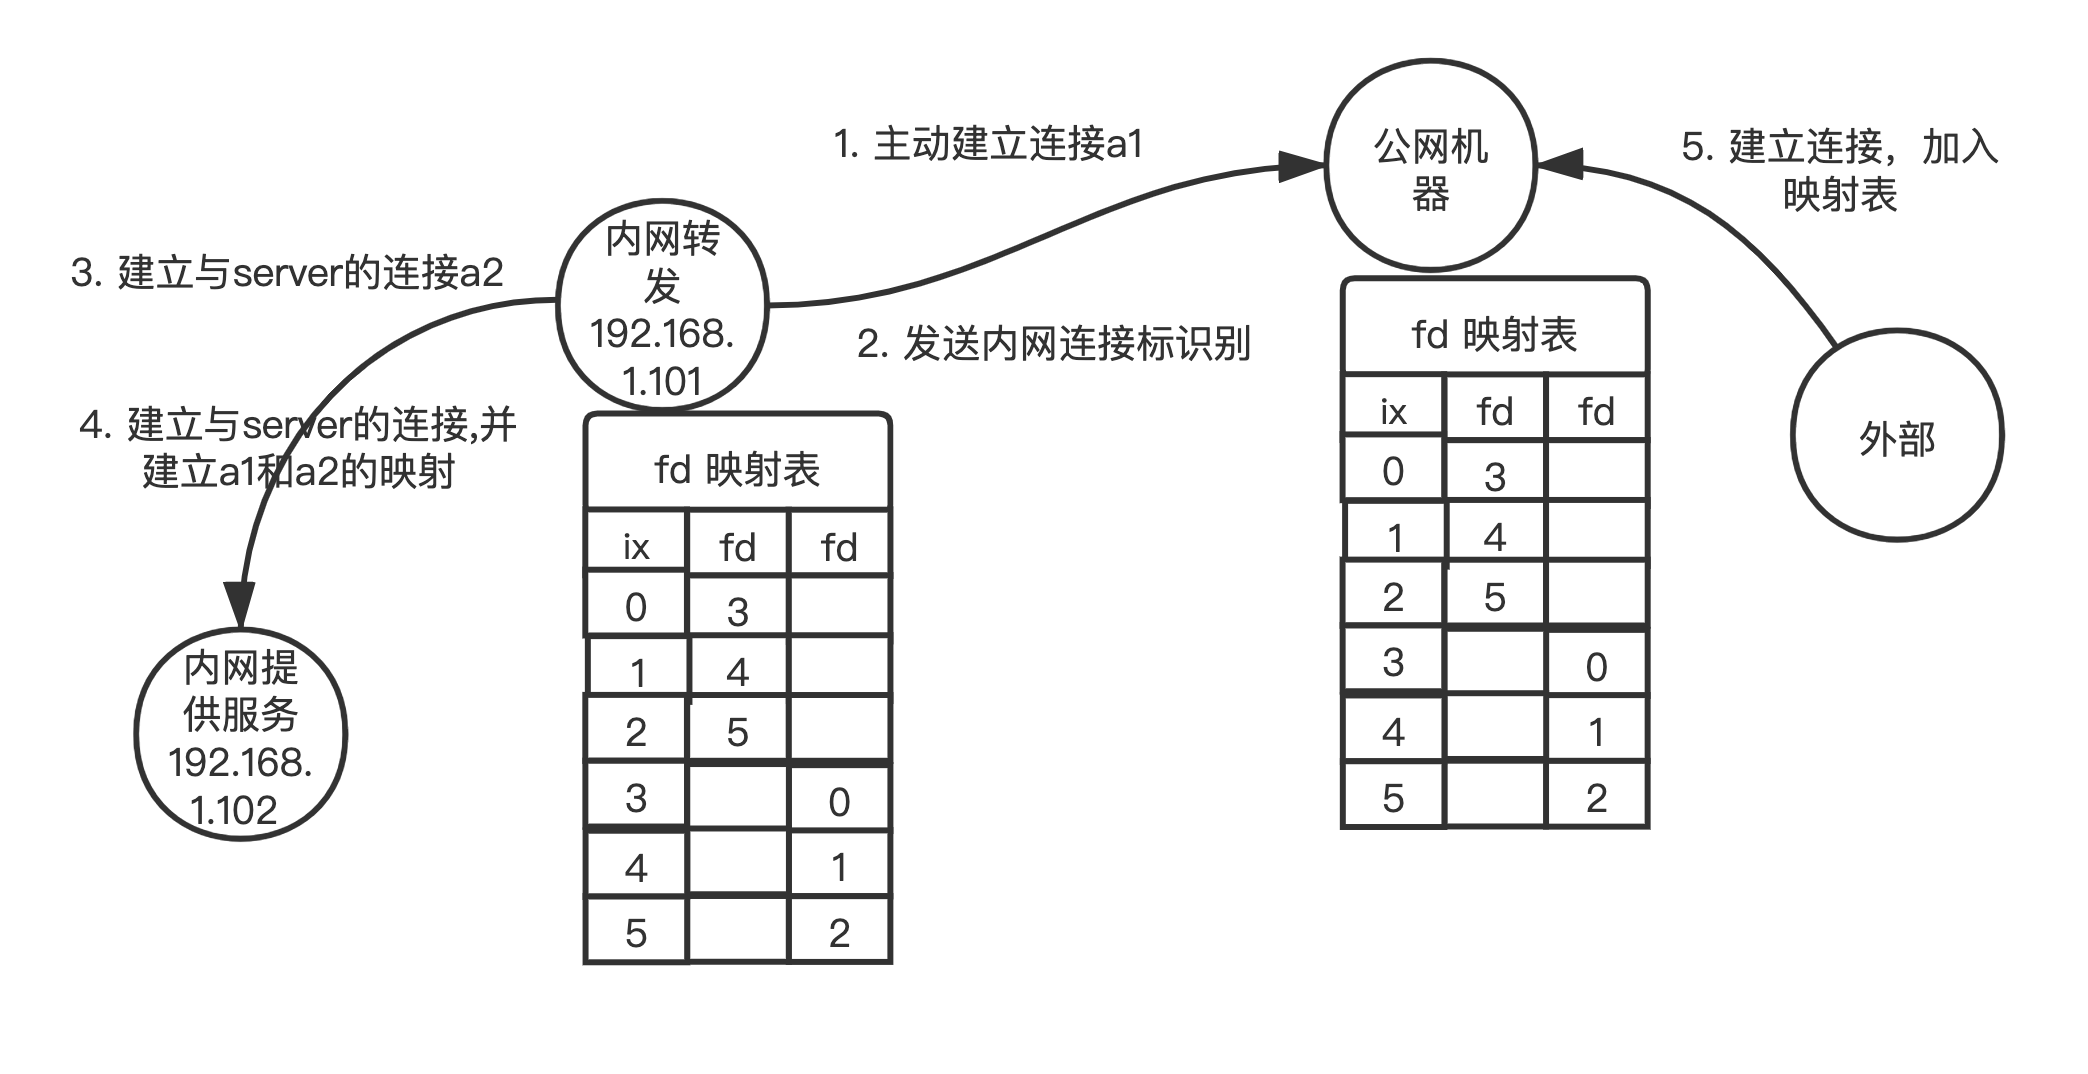 1. 主动建立连接a1
公网机
器
5. 建立连接，加入
映射表
内网转
发
192.168.
1.101
3. 建立与server的连接a2
2. 发送内网连接标识别
4. 建立与server的连接,并
建立a1和a2的映射
内网提
供服务
192.168.
1.102
外部
fd 映射表
ix fd fd
0 3
1 4
2 5
3 0
4 1
5 2
fd 映射表
ix fd fd
0 3
1 4
2 5
3 0
4 1
5 2